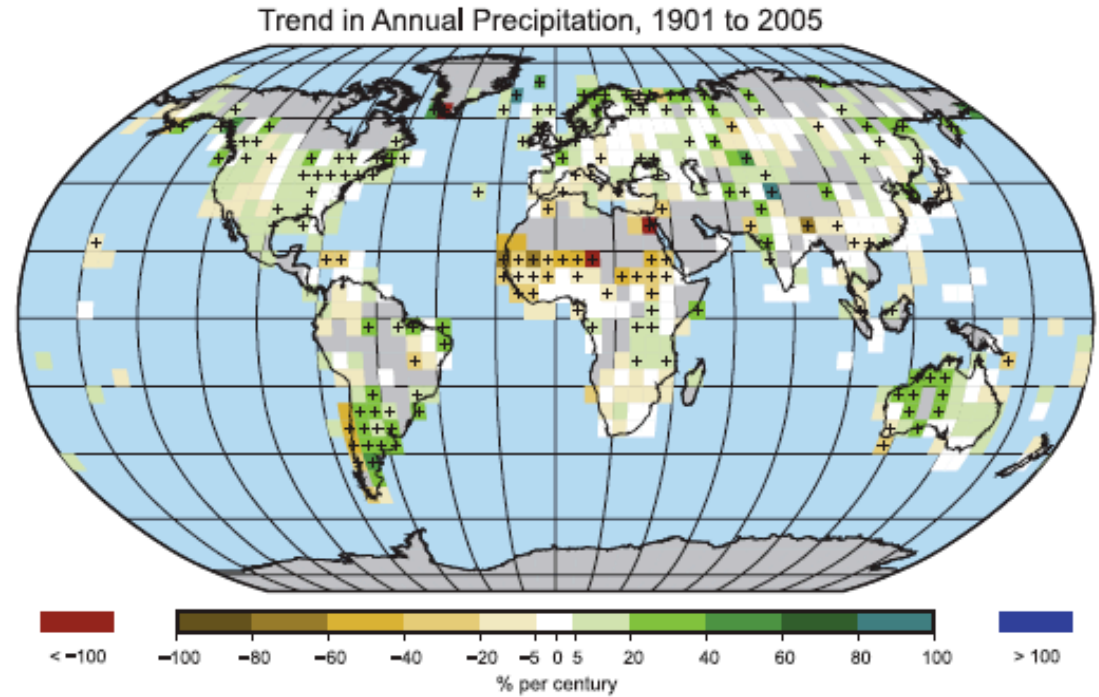 Trend in Annual Precipitation, 1901 to 2005
< –100
–100 –80 –60 –40 –20 –5 0 5 20 40 60 80 100
> 100
% per century